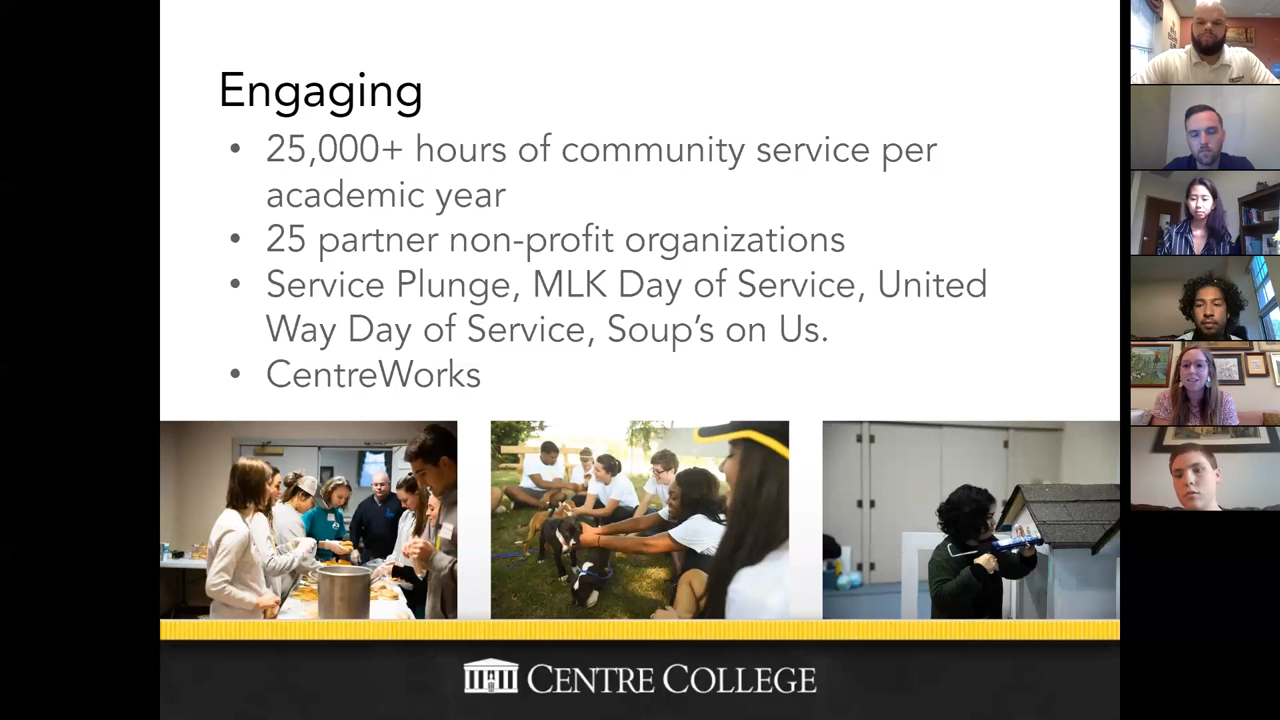 Engaging
• 25,000+ hours of community service per
academic year
• 25 partner non-profit organizations
• Service Plunge, MLK Day of Service, United
Way Day of Service, Soup's on Us.
• CentreWorks
CENTRE COLLEGE